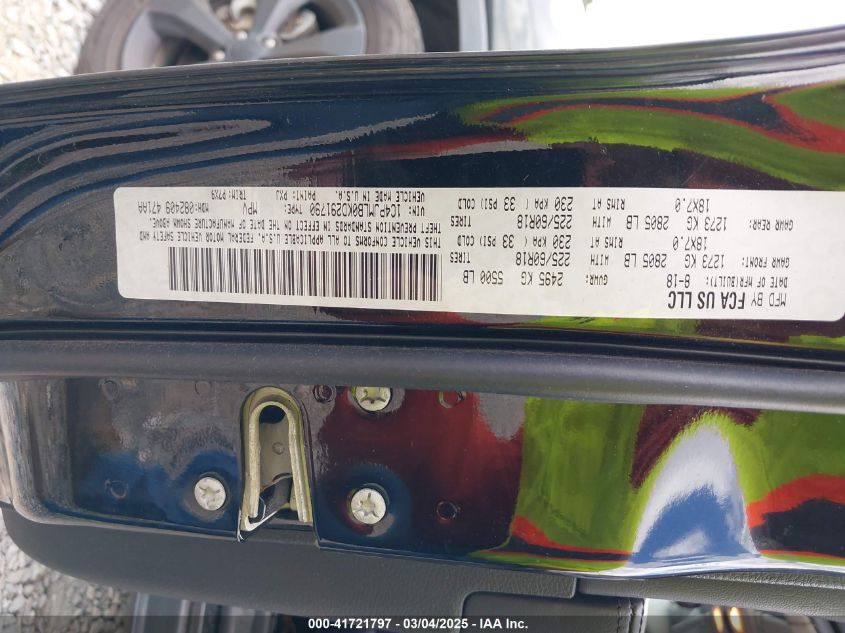 MFD BY FCA US LLC
DATE OF MFR(BUILT): 8-18 GVWR: 2495 KG 5500 LB
GAWR FRONT: 1273 KG 2805 LB WITH 225/60R18 TIRES
RIMS AT 18X7.0 230 KPA ( 33 PSI) COLD
GAWR REAR: 1273 KG 2805 LB WITH 225/60R18 TIRES
RIMS AT 18X7.0 230 KPA ( 33 PSI) COLD
THIS VEHICLE CONFORMS TO ALL APPLICABLE U.S.A. FEDERAL MOTOR VEHICLE SAFETY AND
THEFT PREVENTION STANDARDS IN EFFECT ON THE DATE OF MANUFACTURE SHOWN ABOVE.
VIN: 1C4PJMLB0KD291790 TYPE: MPV MDH:082409 471AA
VEHICLE MADE IN U.S.A. PAINT: PXJ TRIM: P7X9
000-41721797 - 03/04/2025 - IAA Inc.